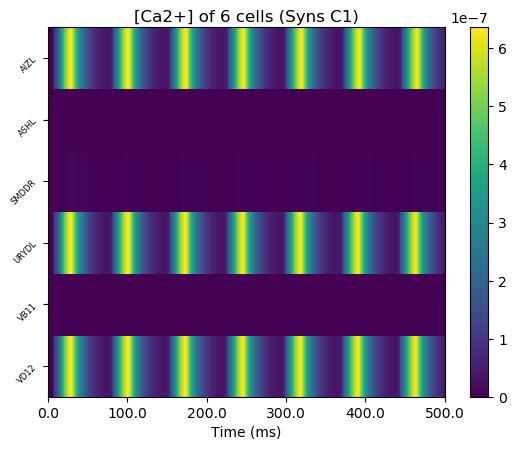 [Ca2+] of 6 cells (Syns C1)
1e−7
AIZL
ASHL
SMDDR
URYDL
VB11
VD12
0.0 100.0 200.0 300.0 400.0 500.0
Time (ms)
6
5
4
3
2
1
0